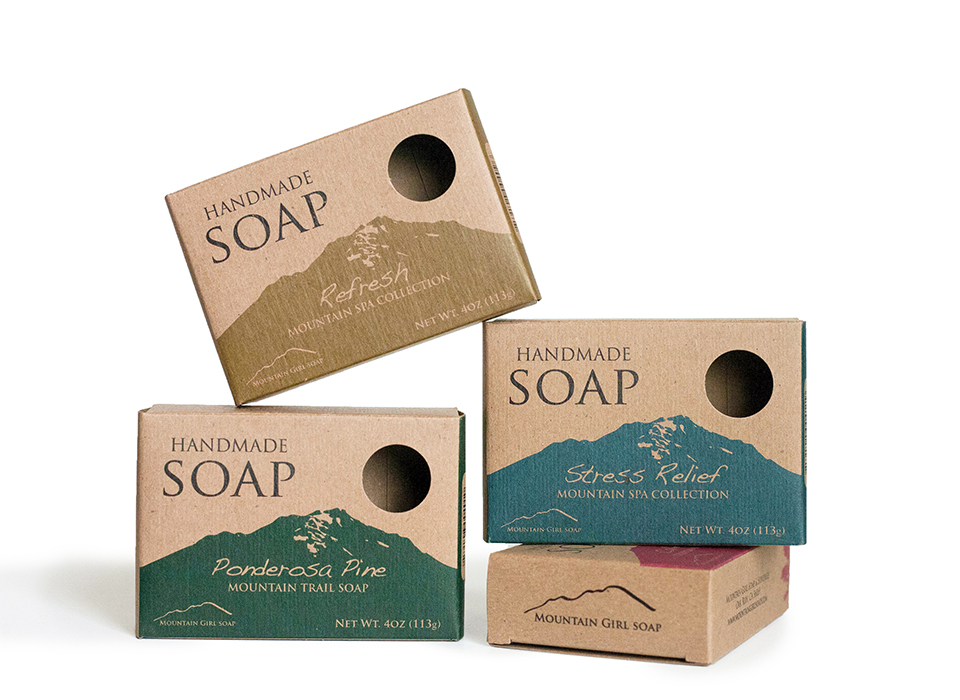 HANDMADE
SOAP
Refresh
MOUNTAIN SPA COLLECTION
NET WT. 4OZ (113g)
MOUNTAIN GIRL SOAP
HANDMADE
SOAP
Stress Relief
MOUNTAIN SPA COLLECTION
MOUNTAIN GIRL SOAP
NET WT. 4OZ (113g)
HANDMADE
SOAP
Ponderosa Pine
MOUNTAIN TRAIL SOAP
MOUNTAIN GIRL SOAP
NET WT. 4OZ (113g)
MOUNTAIN GIRL SOAP